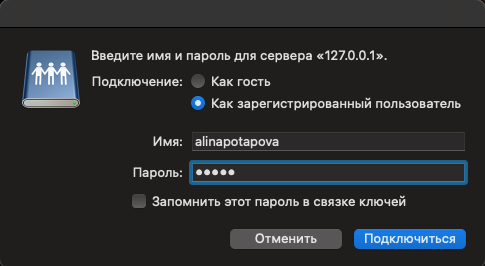 Введите имя и пароль для сервера «127.0.0.1».
Подключение: Как гость
Как зарегистрированный пользователь
Имя: alinapotapova
Пароль: •••••
Запомнить этот пароль в связке ключей
Отменить Подключиться